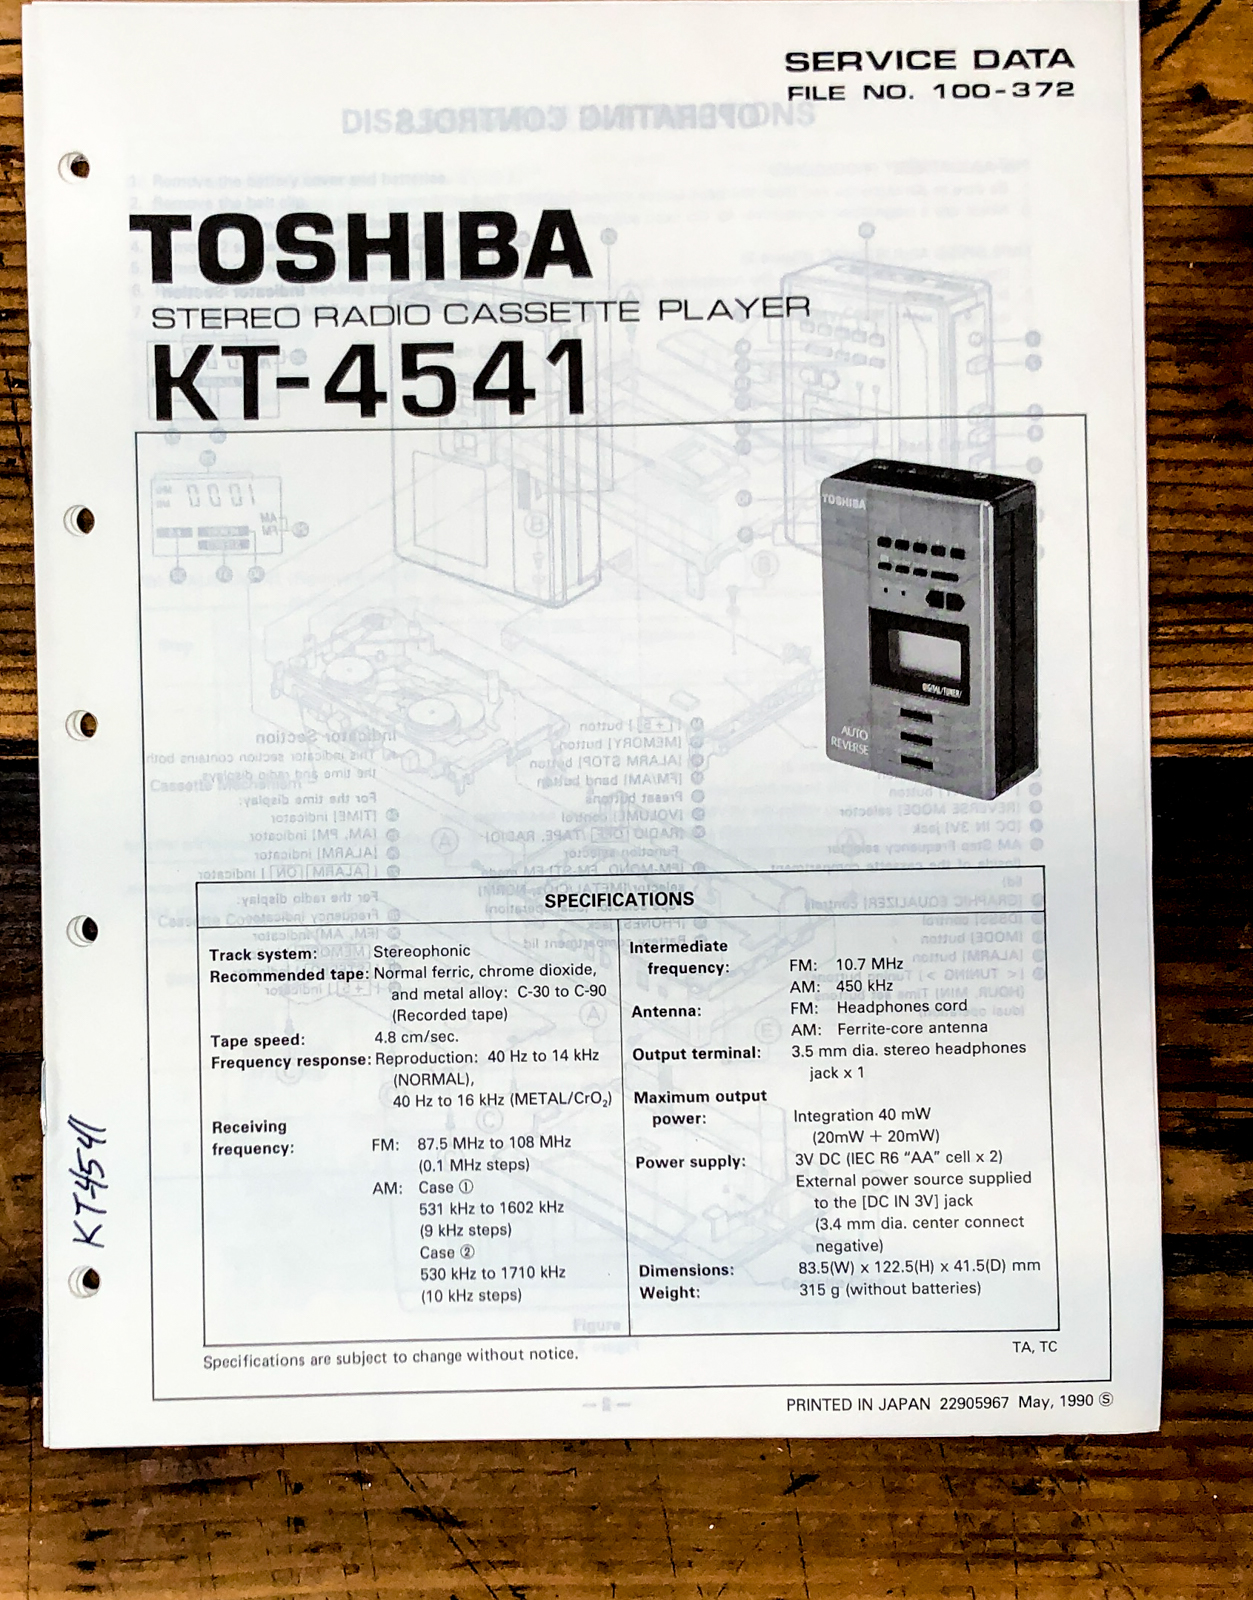 SERVICE DATA
FILE NO. 100-372
TOSHIBA
STEREO RADIO CASSETTE PLAYER
KT-4541
TOSHIBA
DIGITAL/TUNER/
AUTO
REVERSE
SPECIFICATIONS
Track system: Stereophonic
Recommended tape: Normal ferric, chrome dioxide,
and metal alloy: C-30 to C-90
(Recorded tape)
Tape speed: 4.8 cm/sec.
Frequency response: Reproduction: 40 Hz to 14 kHz
(NORMAL),
40 Hz to 16 kHz (METAL/CrO₂)
Receiving
frequency: FM: 87.5 MHz to 108 MHz
(0.1 MHz steps)
AM: Case ①
531 kHz to 1602 kHz
(9 kHz steps)
Case ②
530 kHz to 1710 kHz
(10 kHz steps)
Intermediate
frequency: FM: 10.7 MHz
AM: 450 kHz
Antenna: FM: Headphones cord
AM: Ferrite-core antenna
Output terminal: 3.5 mm dia. stereo headphones
jack x 1
Maximum output
power: Integration 40 mW
(20mW + 20mW)
Power supply: 3V DC (IEC R6 “AA” cell x 2)
External power source supplied
to the [DC IN 3V] jack
(3.4 mm dia. center connect
negative)
Dimensions: 83.5(W) x 122.5(H) x 41.5(D) mm
Weight: 315 g (without batteries)
Specifications are subject to change without notice.
TA, TC
PRINTED IN JAPAN 22905967 May, 1990 Ⓢ
KT-4541